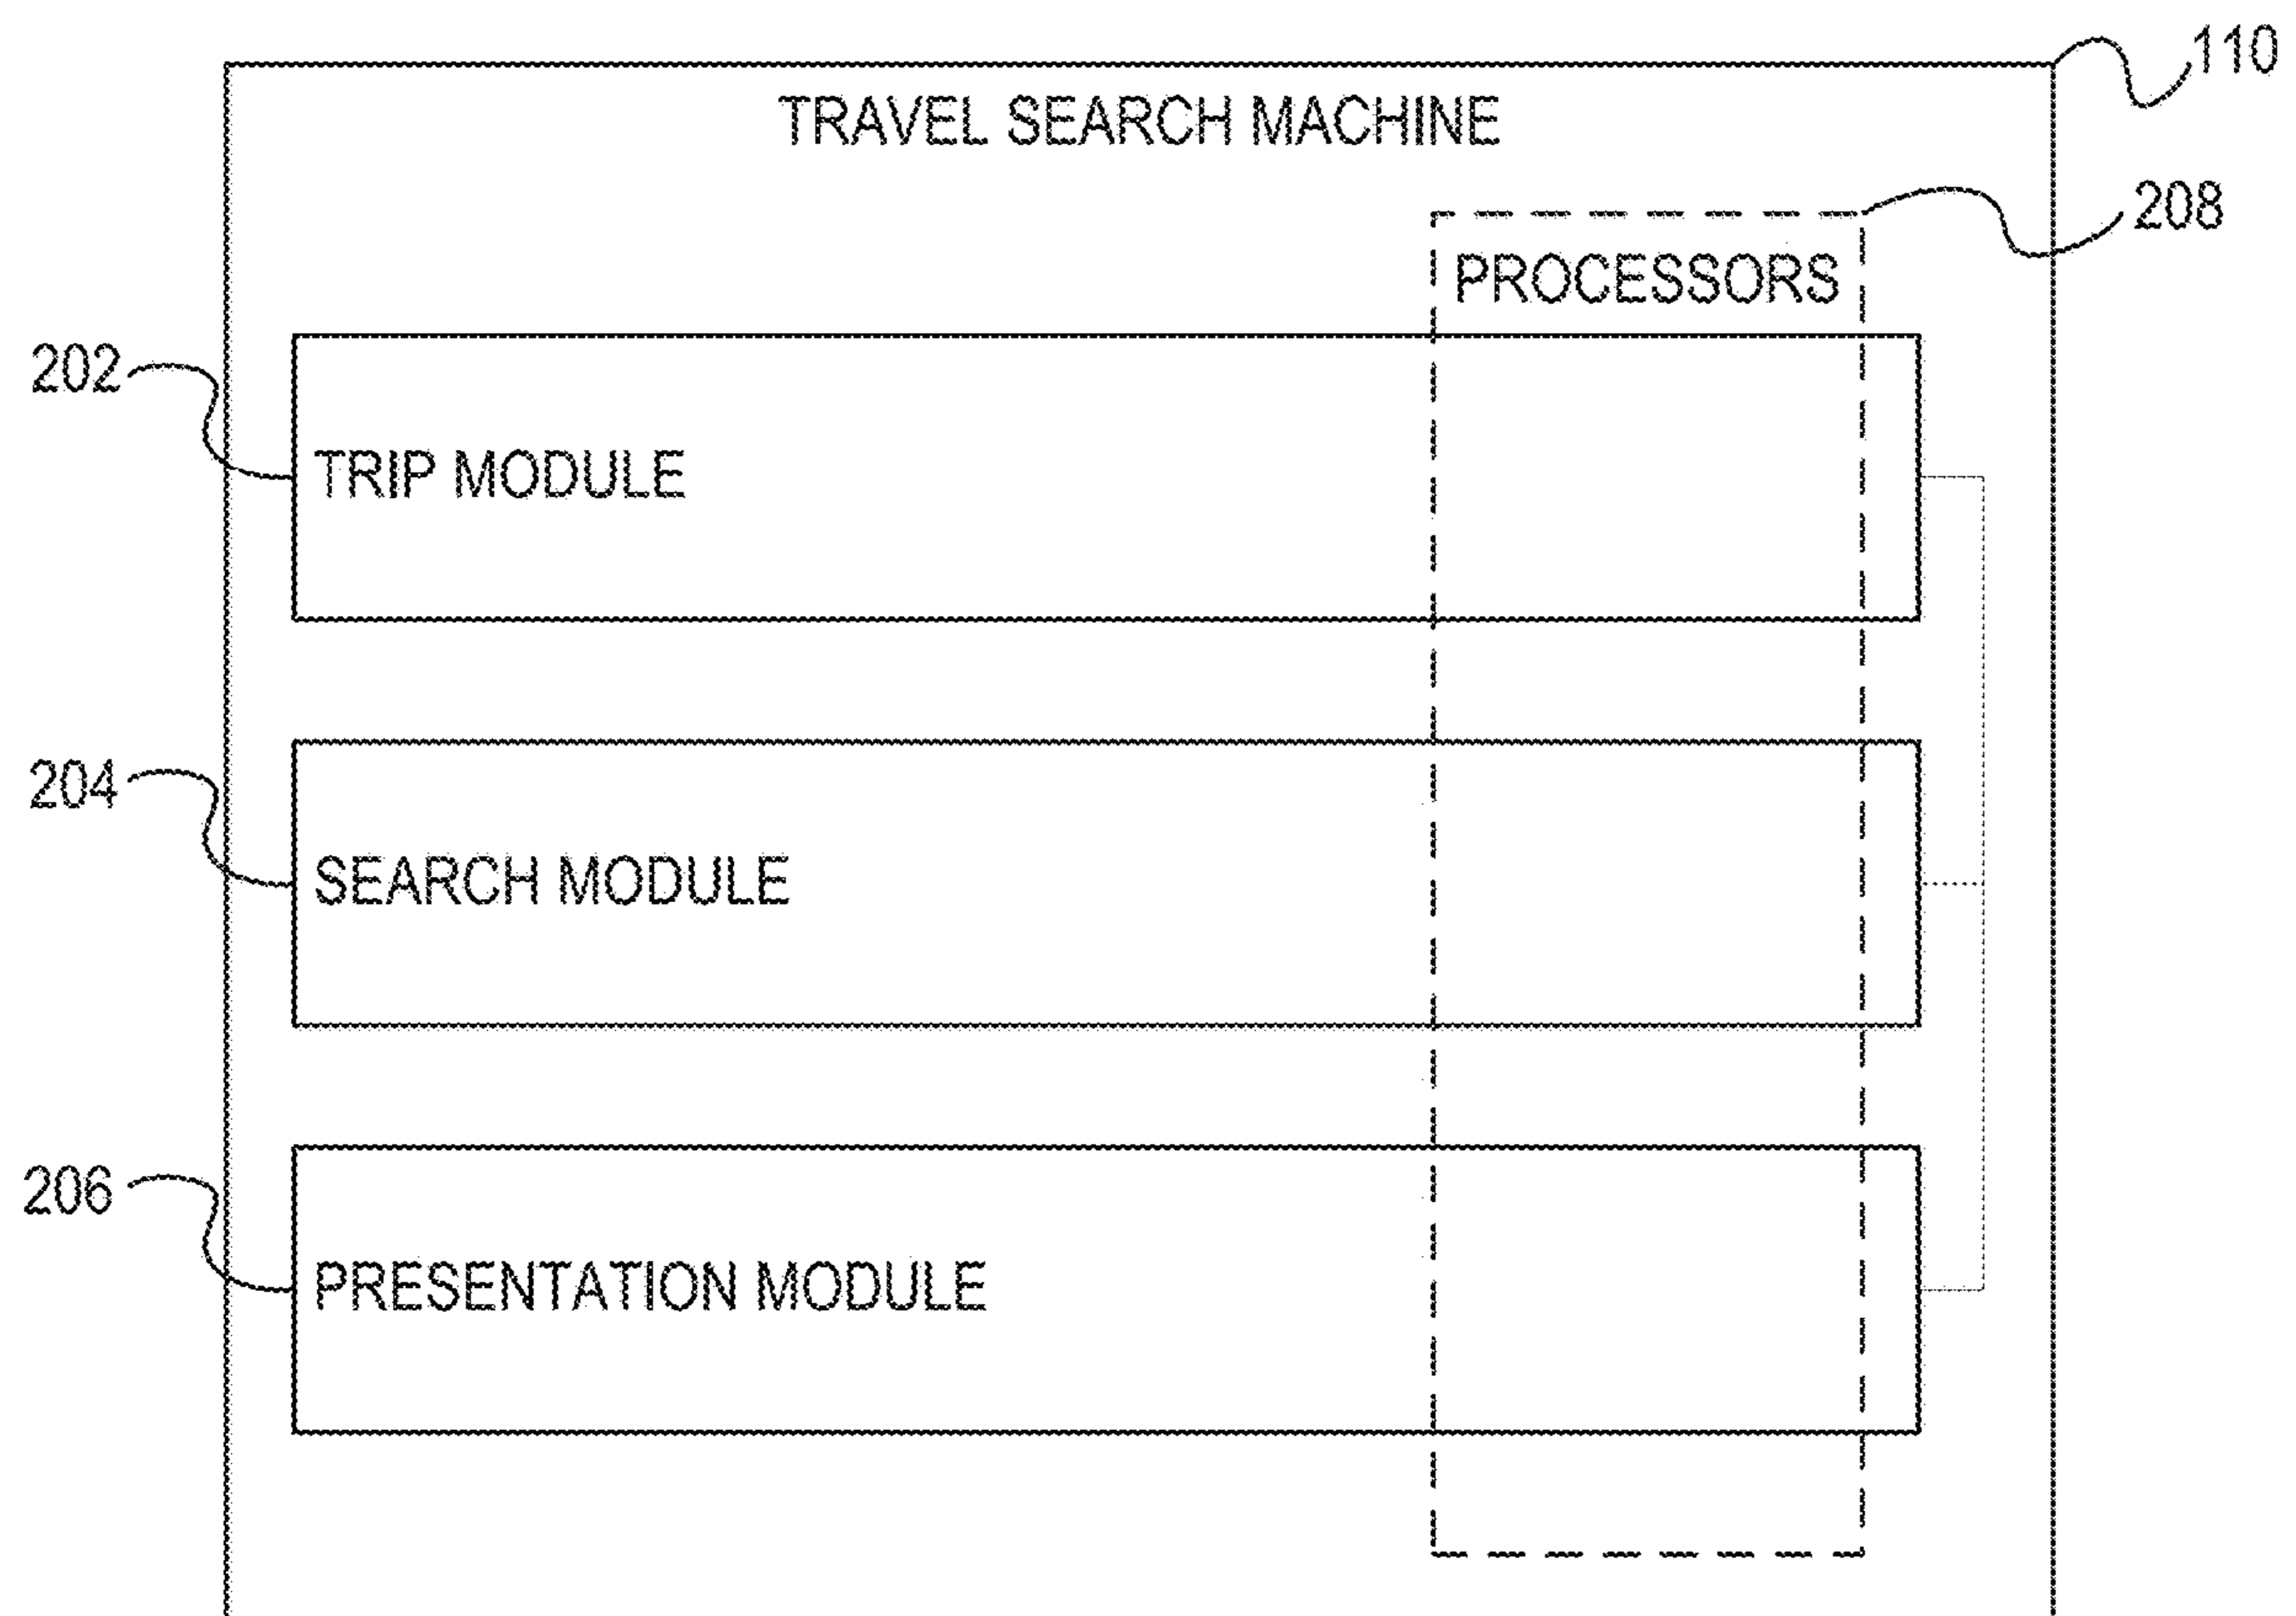 110
TRAVEL SEARCH MACHINE
208
PROCESSORS
202
TRIP MODULE
204
SEARCH MODULE
206
PRESENTATION MODULE